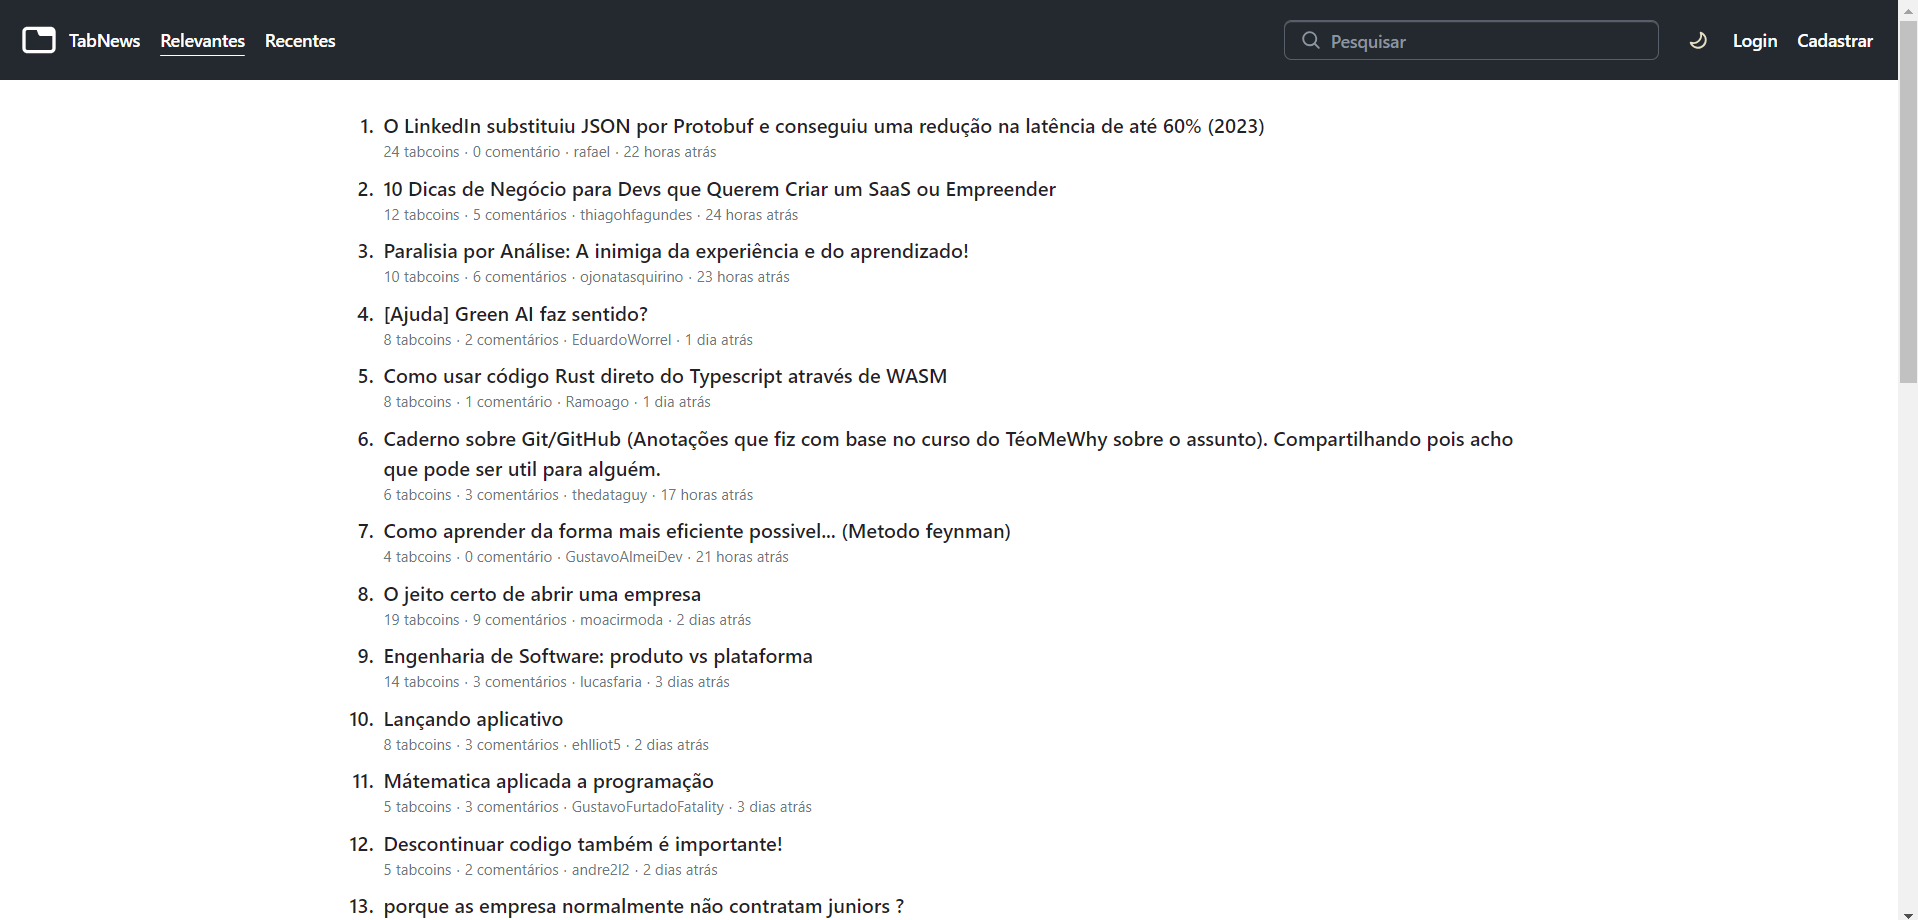 TabNews Relevantes Recentes Pesquisar Login Cadastrar
1. O LinkedIn substituiu JSON por Protobuf e conseguiu uma redução na latência de até 60% (2023)
24 tabcoins · 0 comentário · rafael · 22 horas atrás
2. 10 Dicas de Negócio para Devs que Querem Criar um SaaS ou Empreender
12 tabcoins · 5 comentários · thiagohfagundes · 24 horas atrás
3. Paralisia por Análise: A inimiga da experiência e do aprendizado!
10 tabcoins · 6 comentários · ojonatasquirino · 23 horas atrás
4. [Ajuda] Green AI faz sentido?
8 tabcoins · 2 comentários · EduardoWorrel · 1 dia atrás
5. Como usar código Rust direto do Typescript através de WASM
8 tabcoins · 1 comentário · Ramoago · 1 dia atrás
6. Caderno sobre Git/GitHub (Anotações que fiz com base no curso do TéoMeWhy sobre o assunto). Compartilhando pois acho
que pode ser util para alguém.
6 tabcoins · 3 comentários · thedataguy · 17 horas atrás
7. Como aprender da forma mais eficiente possivel... (Metodo feynman)
4 tabcoins · 0 comentário · GustavoAlmeiDev · 21 horas atrás
8. O jeito certo de abrir uma empresa
19 tabcoins · 9 comentários · moacirmoda · 2 dias atrás
9. Engenharia de Software: produto vs plataforma
14 tabcoins · 3 comentários · lucasfaria · 3 dias atrás
10. Lançando aplicativo
8 tabcoins · 3 comentários · ehlliot5 · 2 dias atrás
11. Mátematica aplicada a programação
5 tabcoins · 3 comentários · GustavoFurtadoFatality · 3 dias atrás
12. Descontinuar codigo também é importante!
5 tabcoins · 2 comentários · andre2l2 · 2 dias atrás
13. porque as empresa normalmente não contratam juniors ?